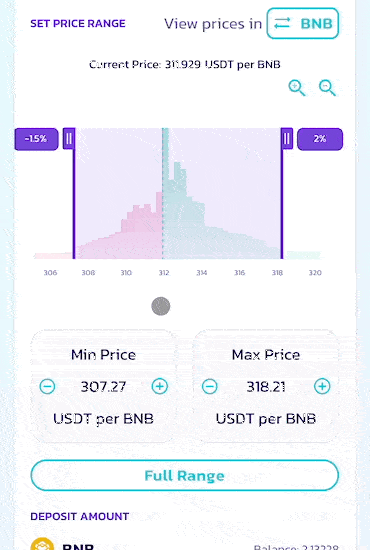 SET PRICE RANGE
View prices in BNB
Current Price: 311.929 USDT per BNB
-1.5%
2%
306 308 310 312 314 316 318 320
Min Price
307.27
USDT per BNB
Max Price
318.21
USDT per BNB
Full Range
DEPOSIT AMOUNT
BNB
Balance: 2.13228